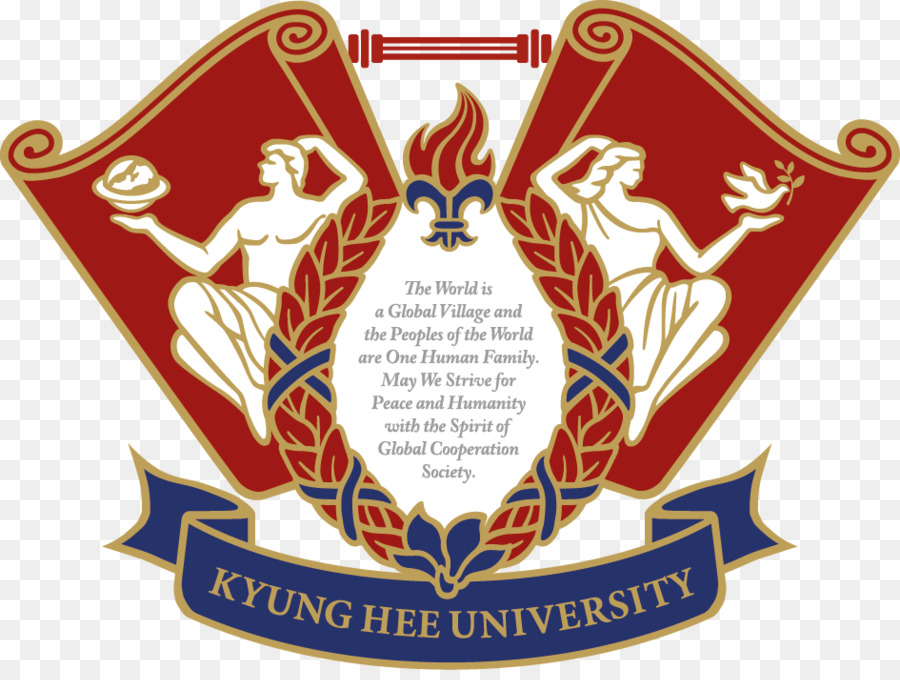 The World is
a Global Village and
the Peoples of the World
are One Human Family.
May We Strive for
Peace and Humanity
with the Spirit of
Global Cooperation
Society.
KYUNG HEE UNIVERSITY